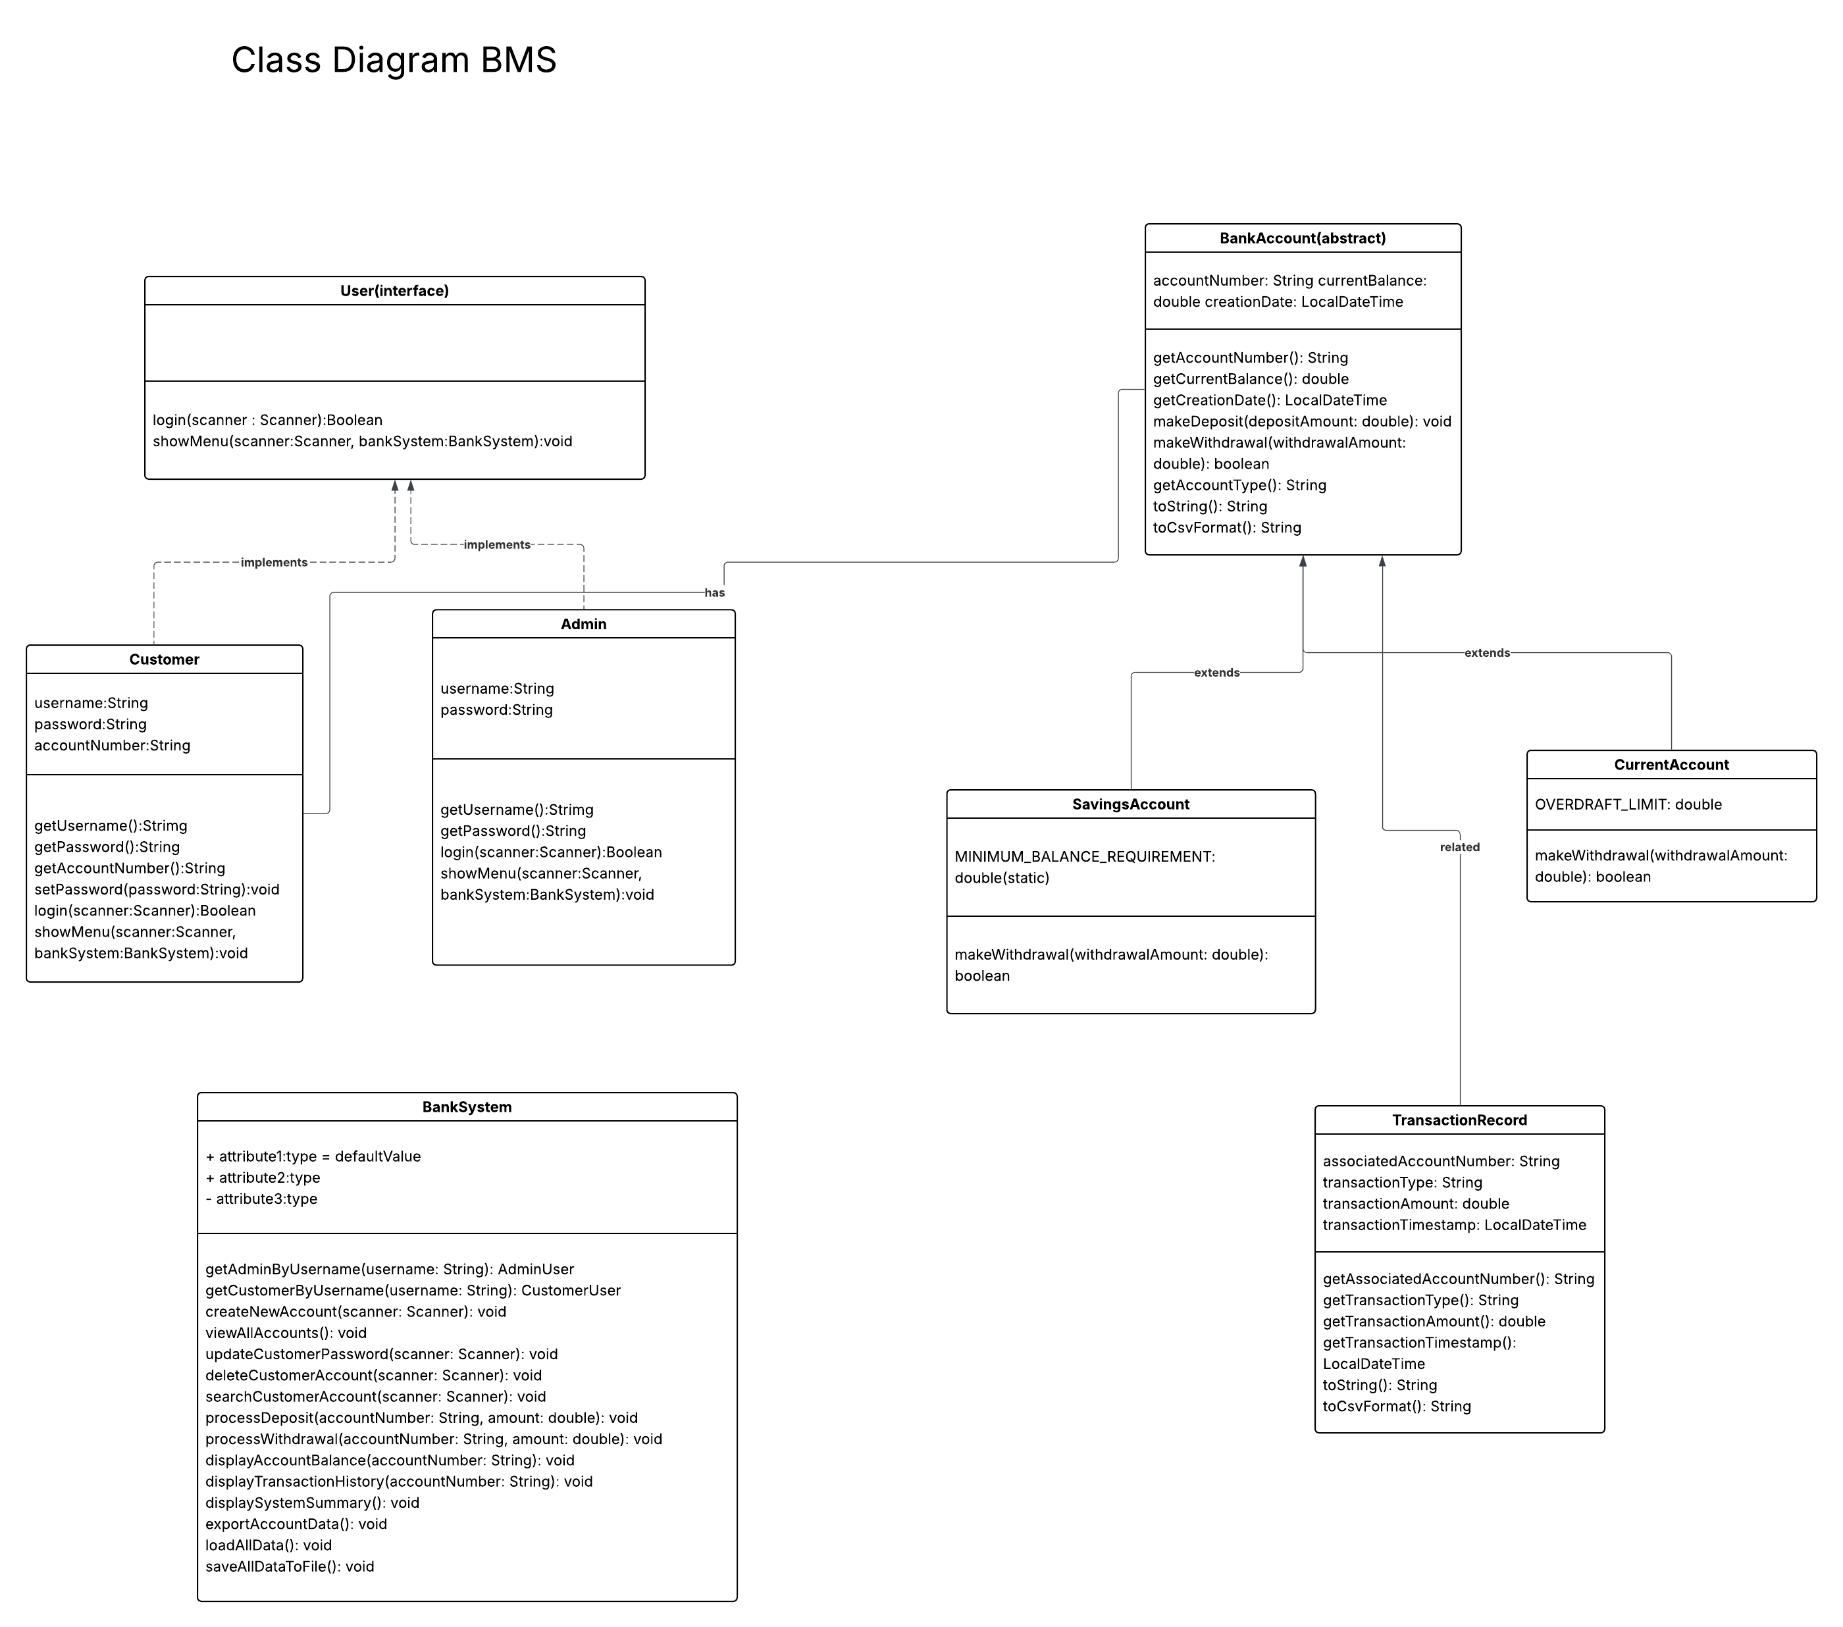 Class Diagram BMS
User(interface)
login(scanner : Scanner):Boolean
showMenu(scanner:Scanner, bankSystem:BankSystem):void
BankAccount(abstract)
accountNumber: String currentBalance:
double creationDate: LocalDateTime
getAccountNumber(): String
getCurrentBalance(): double
getCreationDate(): LocalDateTime
makeDeposit(depositAmount: double): void
makeWithdrawal(withdrawalAmount:
double): boolean
getAccountType(): String
toString(): String
toCsvFormat(): String
implements
implements
has
extends
extends
related
Customer
username:String
password:String
accountNumber:String
getUsername():Strimg
getPassword():String
getAccountNumber():String
setPassword(password:String):void
login(scanner:Scanner):Boolean
showMenu(scanner:Scanner,
bankSystem:BankSystem):void
Admin
username:String
password:String
getUsername():Strimg
getPassword():String
login(scanner:Scanner):Boolean
showMenu(scanner:Scanner,
bankSystem:BankSystem):void
SavingsAccount
MINIMUM_BALANCE_REQUIREMENT:
double(static)
makeWithdrawal(withdrawalAmount: double):
boolean
CurrentAccount
OVERDRAFT_LIMIT: double
makeWithdrawal(withdrawalAmount:
double): boolean
BankSystem
+ attribute1:type = defaultValue
+ attribute2:type
- attribute3:type
getAdminByUsername(username: String): AdminUser
getCustomerByUsername(username: String): CustomerUser
createNewAccount(scanner: Scanner): void
viewAllAccounts(): void
updateCustomerPassword(scanner: Scanner): void
deleteCustomerAccount(scanner: Scanner): void
searchCustomerAccount(scanner: Scanner): void
processDeposit(accountNumber: String, amount: double): void
processWithdrawal(accountNumber: String, amount: double): void
displayAccountBalance(accountNumber: String): void
displayTransactionHistory(accountNumber: String): void
displaySystemSummary(): void
exportAccountData(): void
loadAllData(): void
saveAllDataToFile(): void
TransactionRecord
associatedAccountNumber: String
transactionType: String
transactionAmount: double
transactionTimestamp: LocalDateTime
getAssociatedAccountNumber(): String
getTransactionType(): String
getTransactionAmount(): double
getTransactionTimestamp():
LocalDateTime
toString(): String
toCsvFormat(): String